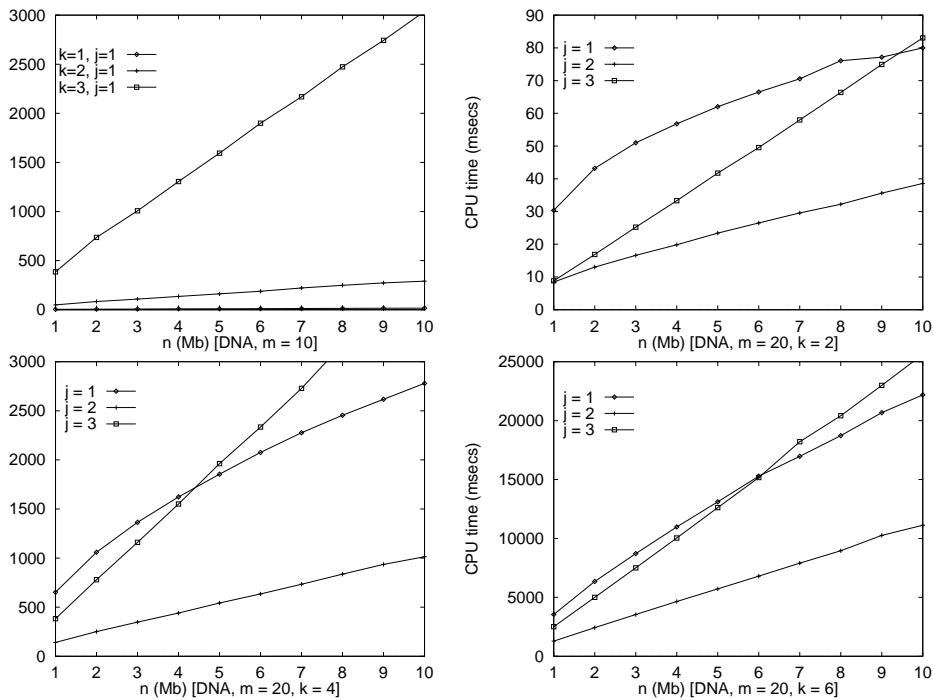 3000
2500
2000
1500
1000
500
0
k=1, j=1
k=2, j=1
k=3, j=1
1 2 3 4 5 6 7 8 9 10
n (Mb) [DNA, m = 10]
90
80
70
60
50
40
30
20
10
0
CPU time (msecs)
j = 1
j = 2
j = 3
1 2 3 4 5 6 7 8 9 10
n (Mb) [DNA, m = 20, k = 2]
3000
2500
2000
1500
1000
500
0
j = 1
j = 2
j = 3
1 2 3 4 5 6 7 8 9 10
n (Mb) [DNA, m = 20, k = 4]
25000
20000
15000
10000
5000
0
CPU time (msecs)
j = 1
j = 2
j = 3
1 2 3 4 5 6 7 8 9 10
n (Mb) [DNA, m = 20, k = 6]